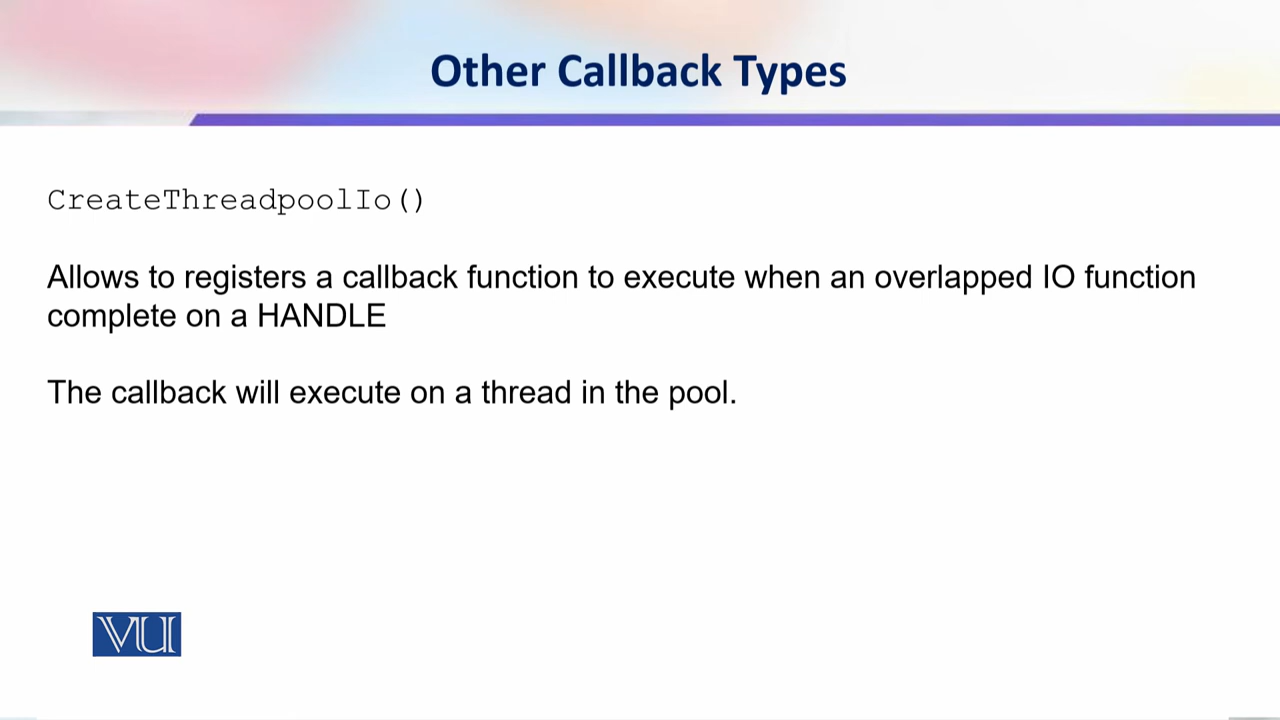 Other Callback Types
CreateThreadpoolIo()
Allows to registers a callback function to execute when an overlapped IO function
complete on a HANDLE
The callback will execute on a thread in the pool.
VU